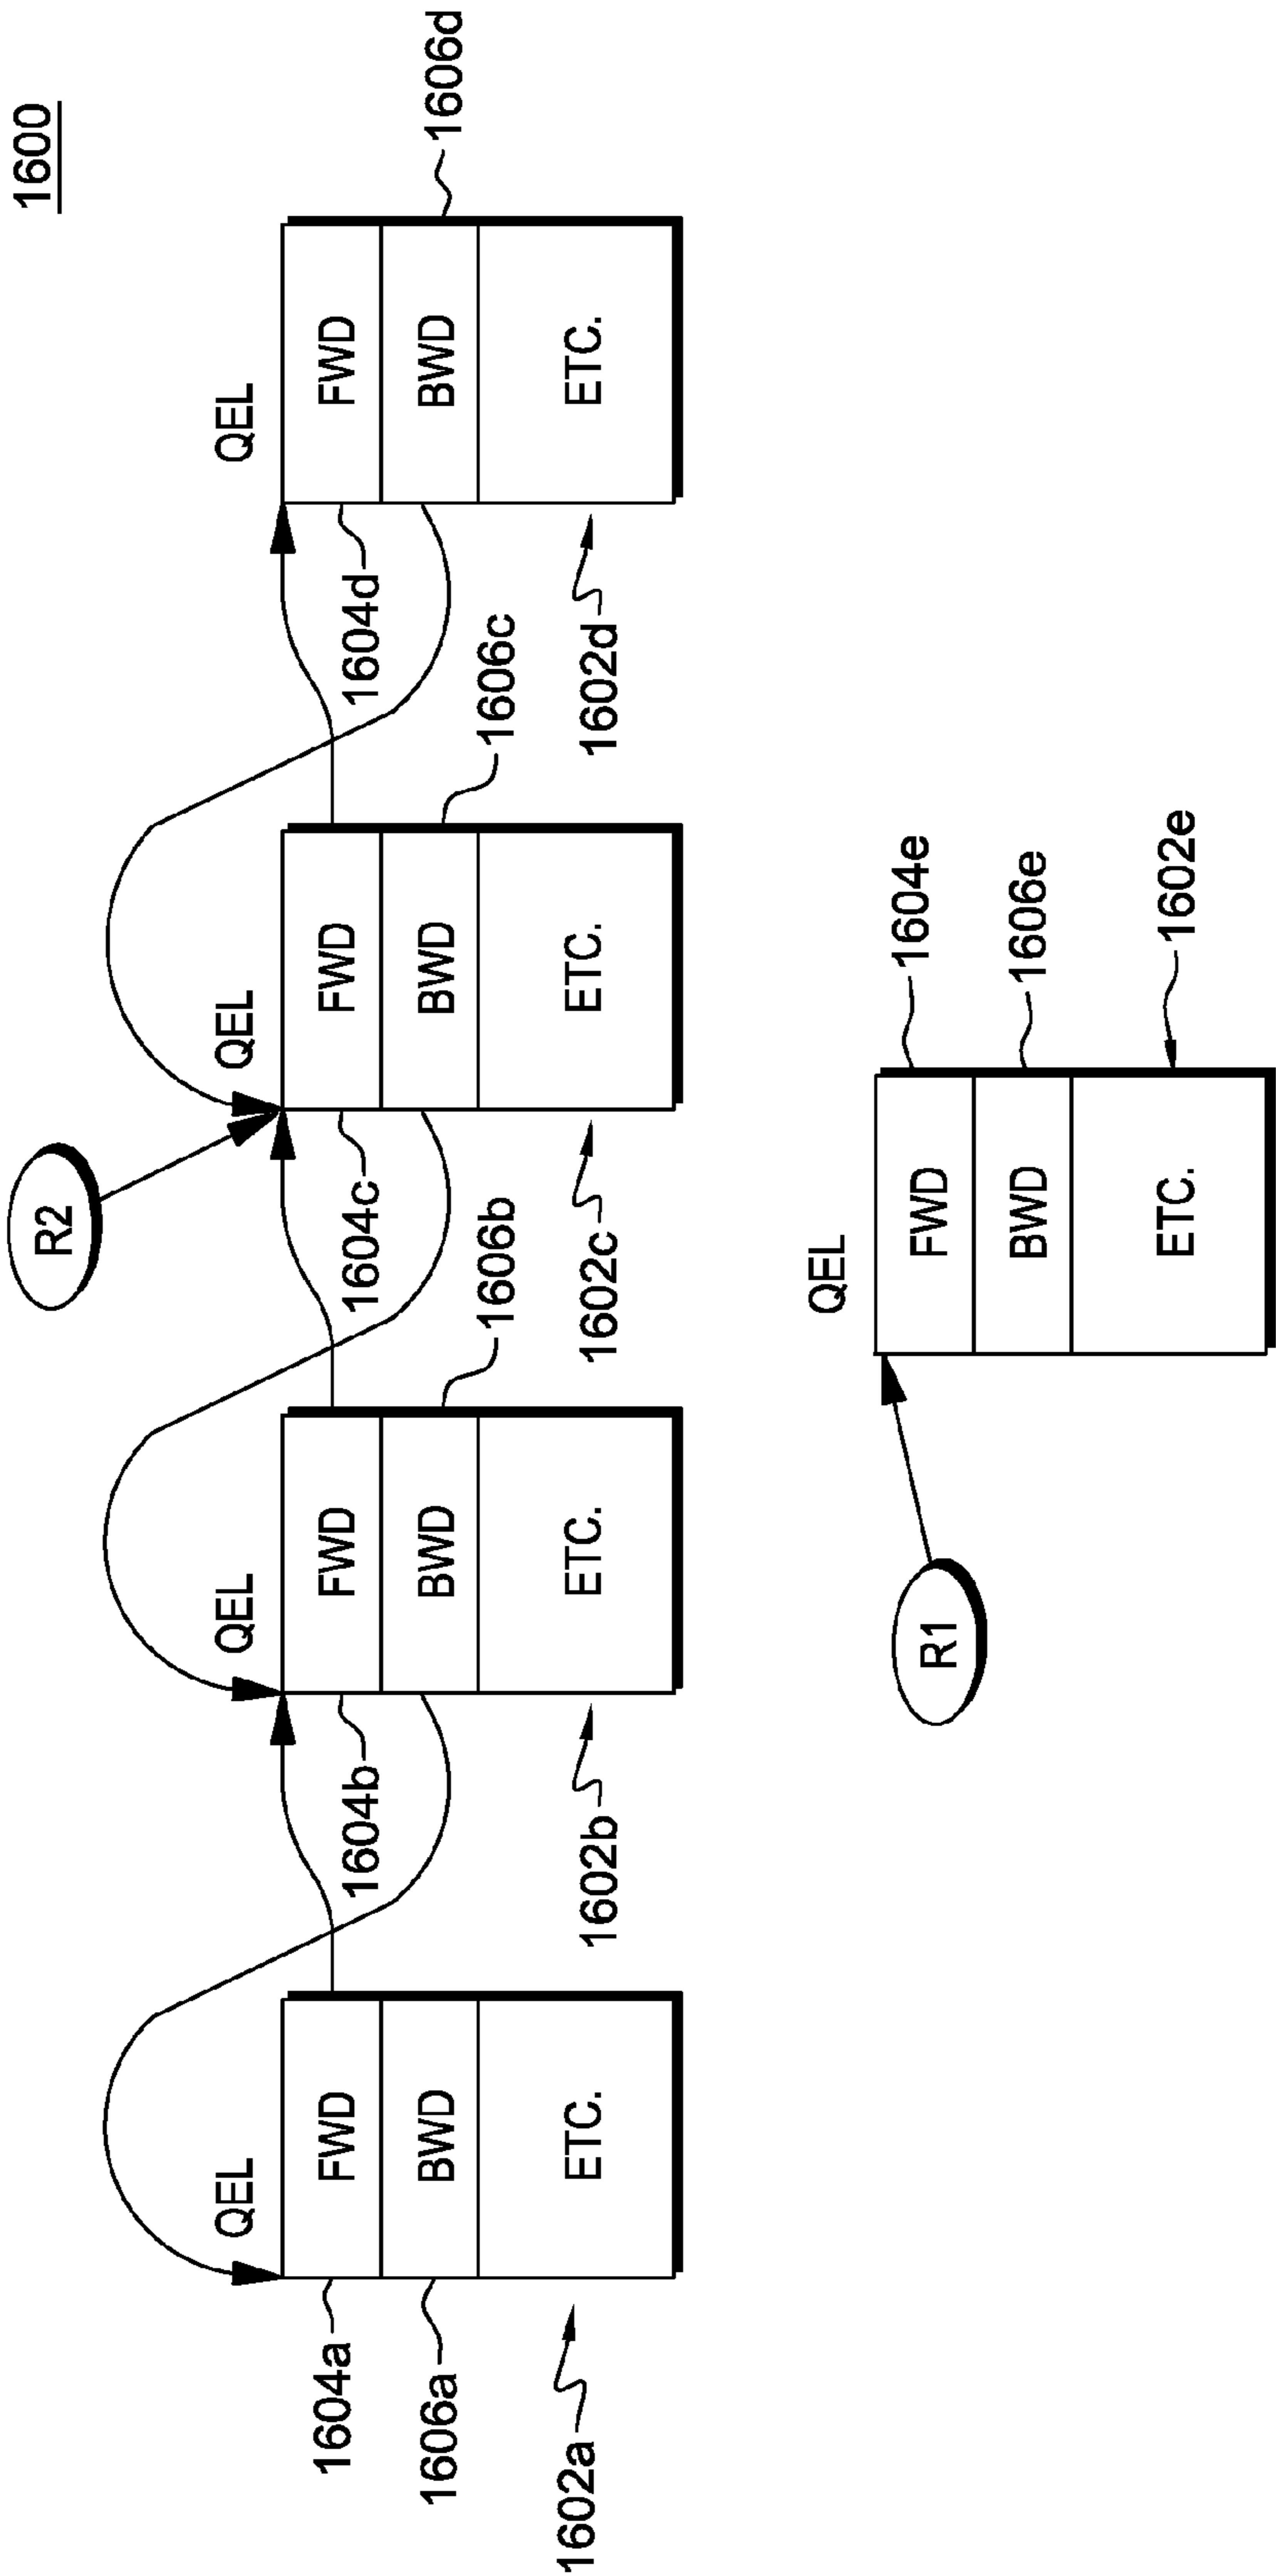 1600
R2
QEL
QEL
QEL
QEL
1604a
FWD
1604b
FWD
1604c
FWD
1604d
FWD
1606a
BWD
BWD
1606b
BWD
1606c
BWD
1606d
1602a
ETC.
1602b
ETC.
1602c
ETC.
1602d
ETC.
R1
QEL
FWD
1604e
BWD
1606e
ETC.
1602e